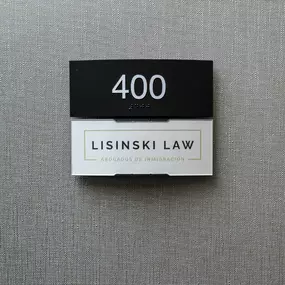 400
LISINSKI LAW
ABOGADOS DE INMIGRACIÓN